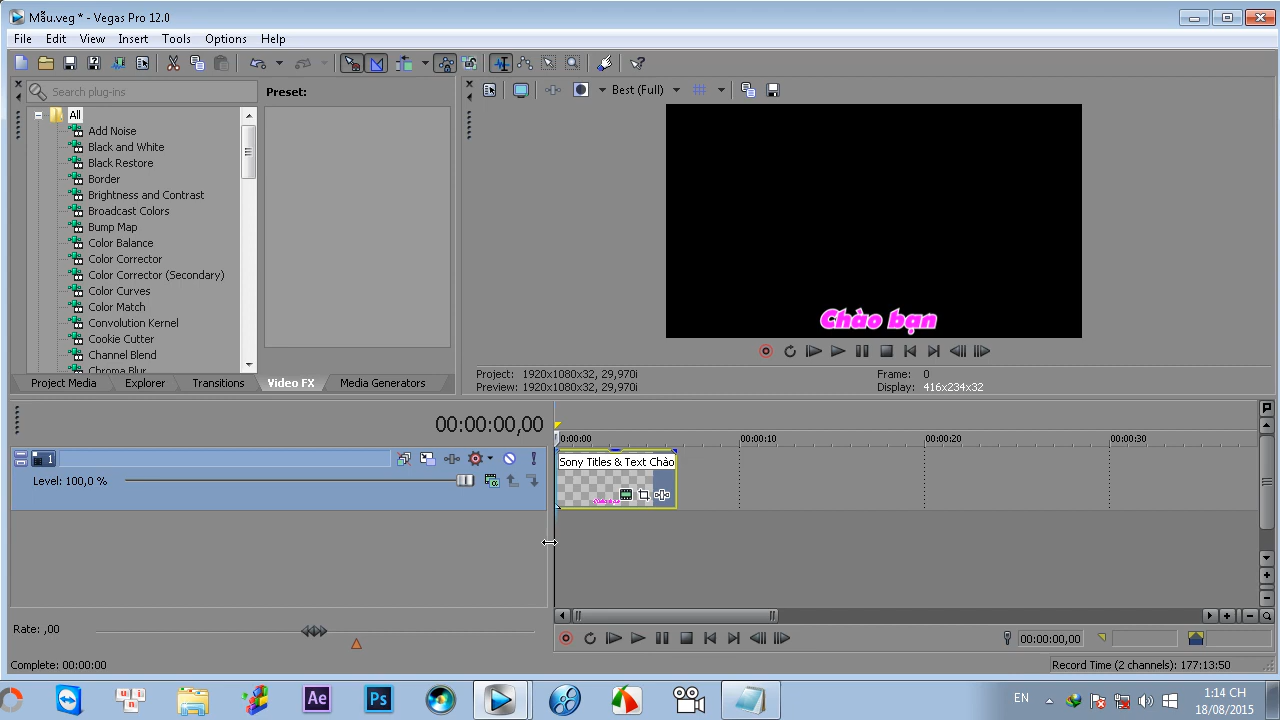 Mẫu.veg * - Vegas Pro 12.0
File Edit View Insert Tools Options Help
Search plug-ins
Preset:
All
Add Noise
Black and White
Black Restore
Border
Brightness and Contrast
Broadcast Colors
Bump Map
Color Balance
Color Corrector
Color Corrector (Secondary)
Color Curves
Color Match
Convolution Kernel
Cookie Cutter
Channel Blend
Chroma Blur
Project Media Explorer Transitions Video FX Media Generators
Best (Full)
Chào bạn
Project: 1920x1080x32, 29,970i Frame: 0
Preview: 1920x1080x32, 29,970i Display: 416x234x32
00:00:00,00
0:00:00 00:00:10 00:00:20 00:00:30
1
Level: 100,0 %
Sony Titles & Text Chào
Rate: ,00
00:00:00,00
Complete: 00:00:00
Record Time (2 channels): 177:13:50
Ae Ps
EN
1:14 CH
18/08/2015